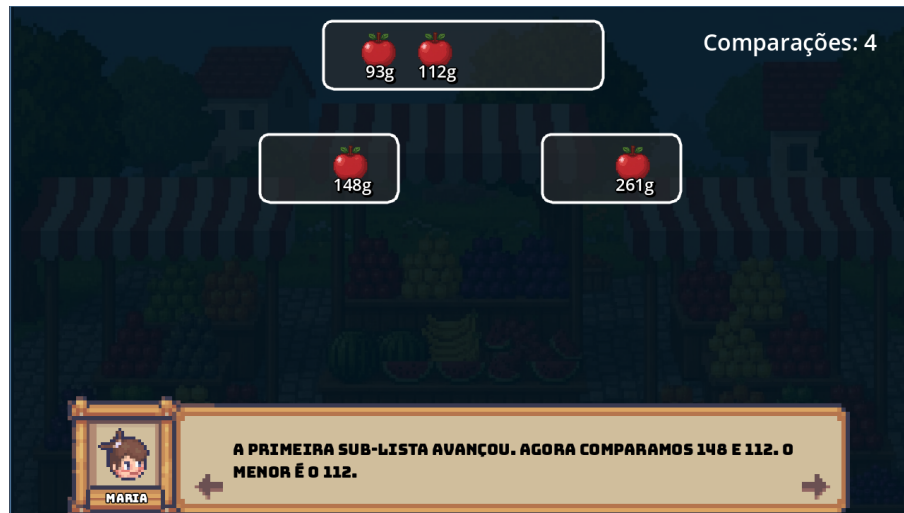 93g 112g
Comparações: 4
148g
261g
A PRIMEIRA SUB-LISTA AVANÇOU. AGORA COMPARAMOS 148 E 112. O
MENOR É O 112.
MARIA